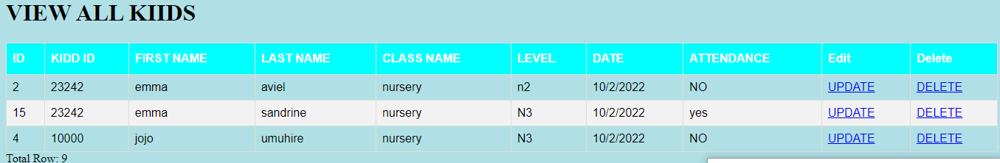 VIEW ALL KIIDS
ID KIDD ID FIRST NAME LAST NAME CLASS NAME LEVEL DATE ATTENDANCE Edit Delete
2 23242 emma aviel nursery n2 10/2/2022 NO UPDATE DELETE
15 23242 emma sandrine nursery N3 10/2/2022 yes UPDATE DELETE
4 10000 jojo umuhire nursery N3 10/2/2022 NO UPDATE DELETE
Total Row: 9